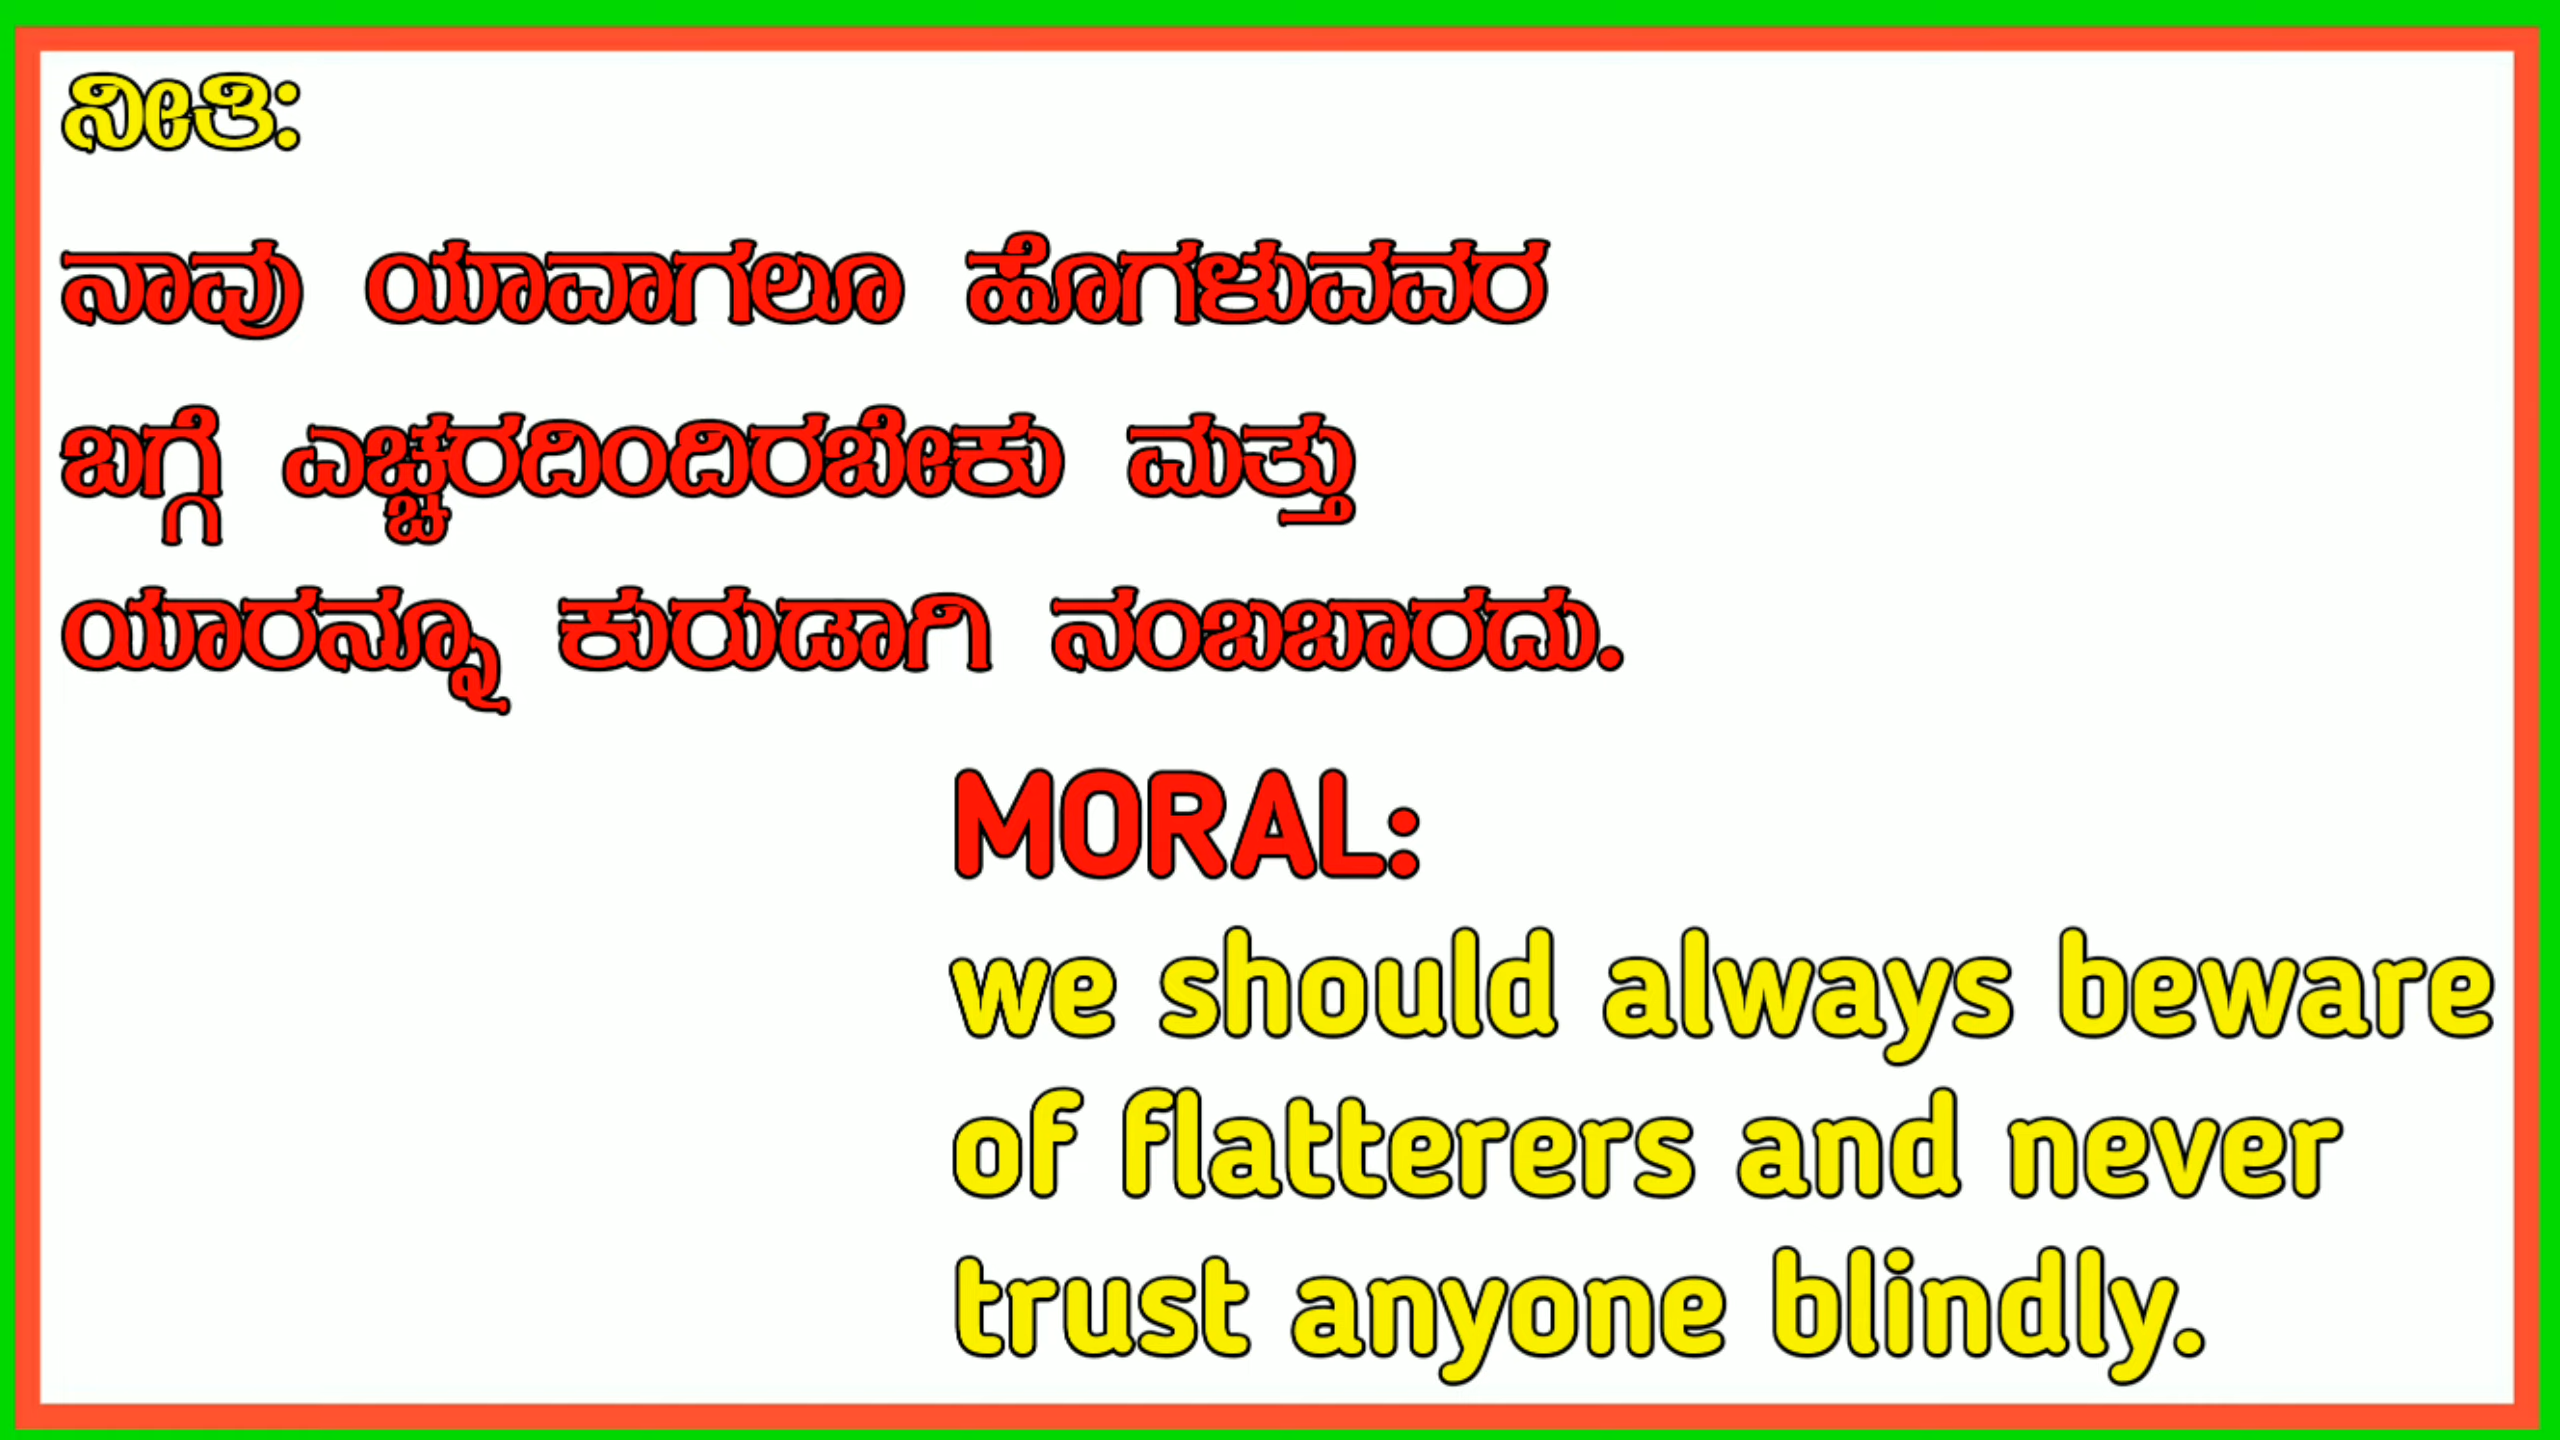 ನೀತಿ:
ನಾವು ಯಾವಾಗಲೂ ಹೊಗಳುವವರ
ಬಗ್ಗೆ ಎಚ್ಚರದಿಂದಿರಬೇಕು ಮತ್ತು
ಯಾರನ್ನೂ ಕುರುಡಾಗಿ ನಂಬಬಾರದು.
MORAL:
we should always beware
of flatterers and never
trust anyone blindly.